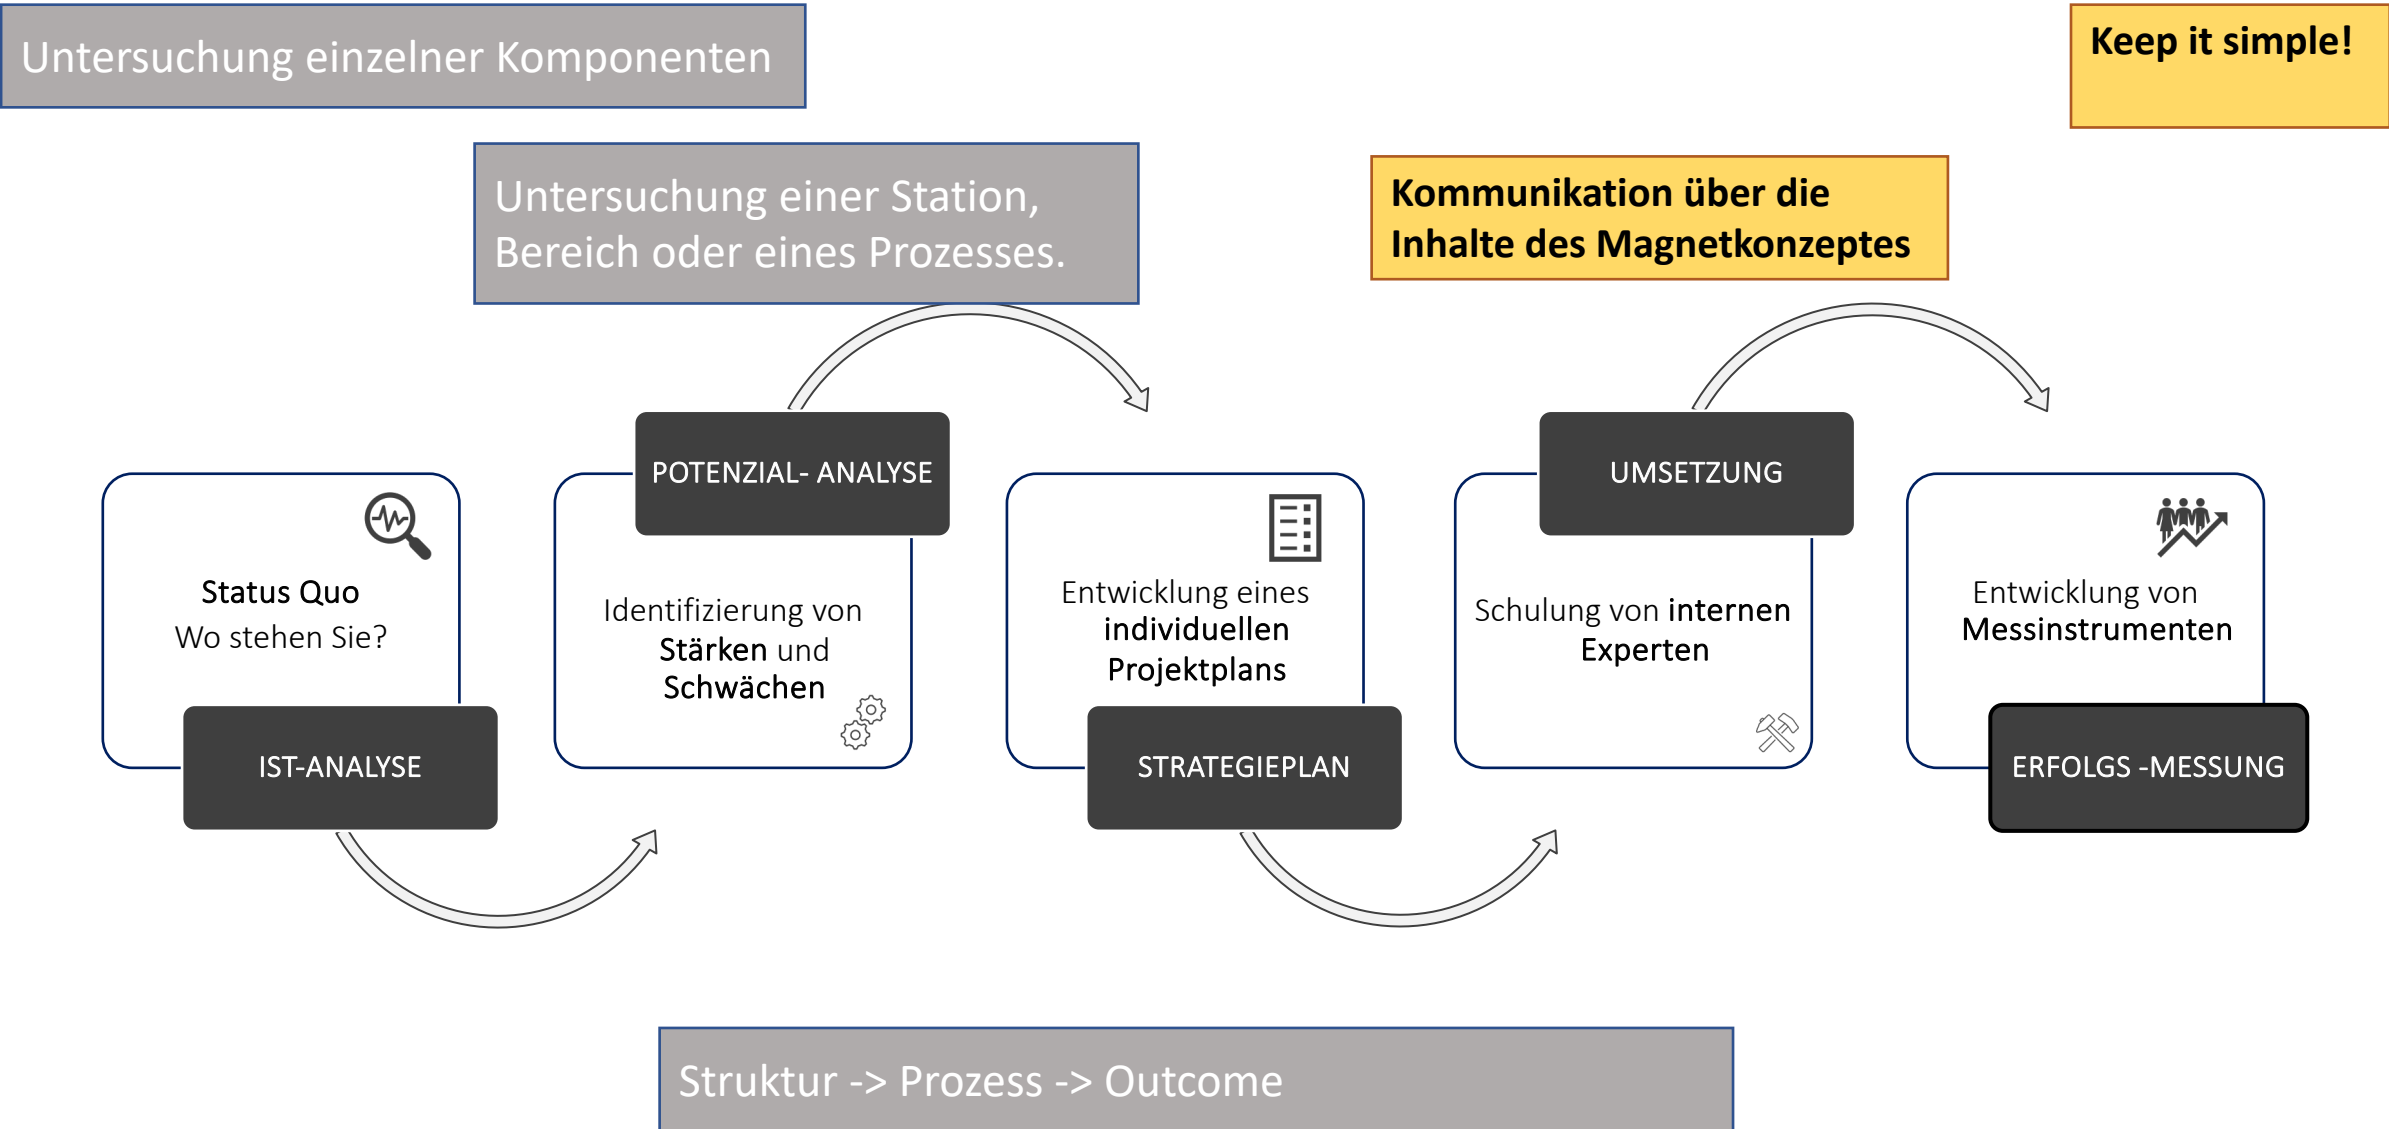 Untersuchung einzelner Komponenten
Keep it simple!
Untersuchung einer Station,
Bereich oder eines Prozesses.
Kommunikation über die
Inhalte des Magnetkonzeptes
Status Quo
Wo stehen Sie?
IST-ANALYSE
POTENZIAL- ANALYSE
Identifizierung von
Stärken und
Schwächen
Entwicklung eines
individuellen
Projektplans
STRATEGIEPLAN
UMSETZUNG
Schulung von internen
Experten
Entwicklung von
Messinstrumenten
ERFOLGS -MESSUNG
Struktur -> Prozess -> Outcome